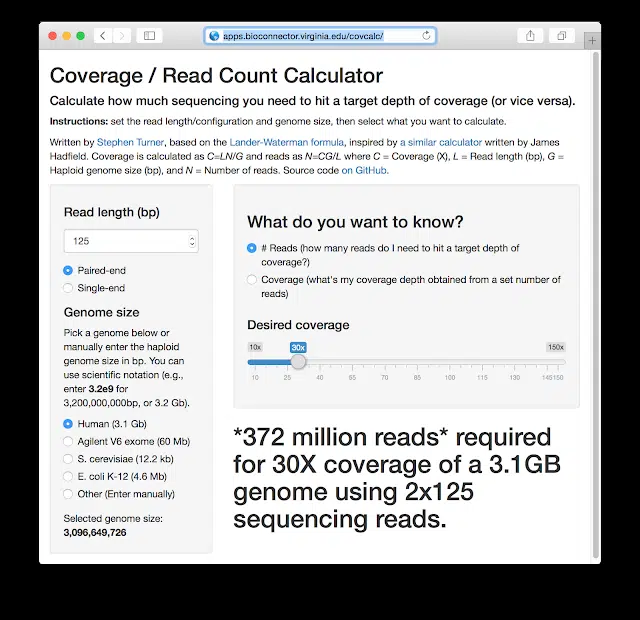 apps.bioconnector.virginia.edu/covcalc/
Coverage / Read Count Calculator
Calculate how much sequencing you need to hit a target depth of coverage (or vice versa).
Instructions: set the read length/configuration and genome size, then select what you want to calculate.
Written by Stephen Turner, based on the Lander-Waterman formula, inspired by a similar calculator written by James
Hadfield. Coverage is calculated as C=LN/G and reads as N=CG/L where C = Coverage (X), L = Read length (bp), G =
Haploid genome size (bp), and N = Number of reads. Source code on GitHub.
Read length (bp)
125
Paired-end
Single-end
Genome size
Pick a genome below or
manually enter the haploid
genome size in bp. You can
use scientific notation (e.g.,
enter 3.2e9 for
3,200,000,000bp, or 3.2 Gb).
Human (3.1 Gb)
Agilent V6 exome (60 Mb)
S. cerevisiae (12.2 kb)
E. coli K-12 (4.6 Mb)
Other (Enter manually)
Selected genome size:
3,096,649,726
What do you want to know?
# Reads (how many reads do I need to hit a target depth of
coverage?)
Coverage (what's my coverage depth obtained from a set number of
reads)
Desired coverage
10x 30x 150x
10 25 40 55 70 85 100 115 130 145150
*372 million reads* required
for 30X coverage of a 3.1GB
genome using 2x125
sequencing reads.